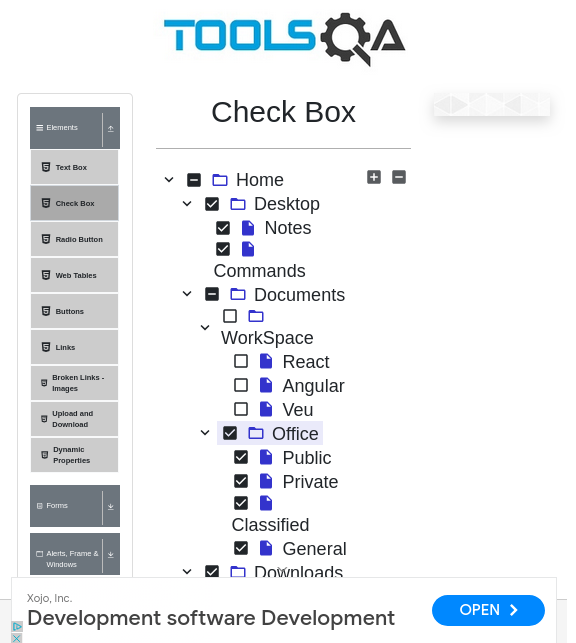 TOOLSQA
Check Box
Elements
Text Box
Check Box
Radio Button
Web Tables
Buttons
Links
Broken Links -
Images
Upload and
Download
Dynamic
Properties
Forms
Alerts, Frame &
Windows
Home
Desktop
Notes
Commands
Documents
WorkSpace
React
Angular
Veu
Office
Public
Private
Classified
General
Downloads
Xojo, Inc.
Development software Development
OPEN